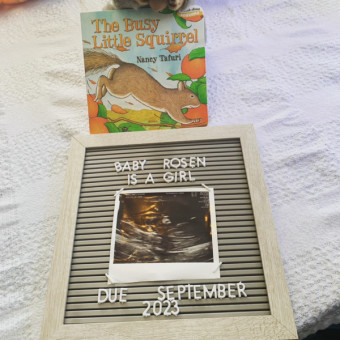 The Busy
Little Squirrel
Nancy Tafuri
BABY ROSEN
IS A GIRL
DUE SEPTEMBER
2023